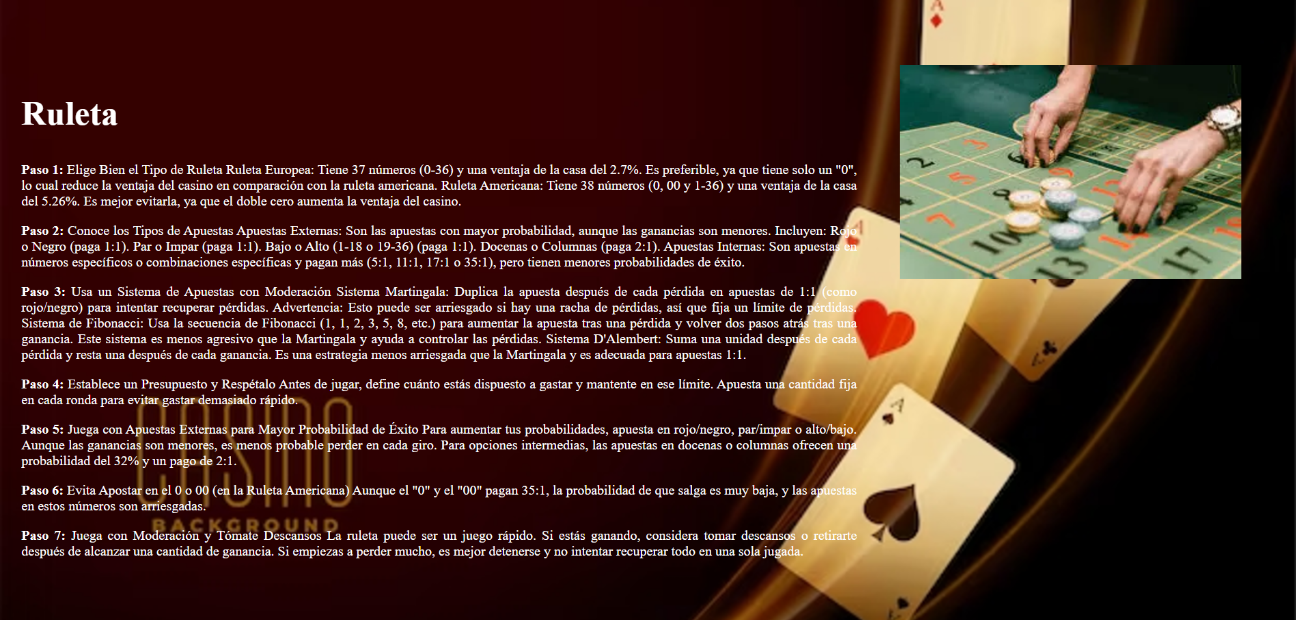 Ruleta
Paso 1: Elige Bien el Tipo de Ruleta Ruleta Europea: Tiene 37 números (0-36) y una ventaja de la casa del 2.7%. Es preferible, ya que tiene solo un "0",
lo cual reduce la ventaja del casino en comparación con la ruleta americana. Ruleta Americana: Tiene 38 números (0, 00 y 1-36) y una ventaja de la casa
del 5.26%. Es mejor evitarla, ya que el doble cero aumenta la ventaja del casino.
Paso 2: Conoce los Tipos de Apuestas Apuestas Externas: Son las apuestas con mayor probabilidad, aunque las ganancias son menores. Incluyen: Rojo
o Negro (paga 1:1). Par o Impar (paga 1:1). Bajo o Alto (1-18 o 19-36) (paga 1:1). Docenas o Columnas (paga 2:1). Apuestas Internas: Son apuestas en
números específicos o combinaciones específicas y pagan más (5:1, 11:1, 17:1 o 35:1), pero tienen menores probabilidades de éxito.
Paso 3: Usa un Sistema de Apuestas con Moderación Sistema Martingala: Duplica la apuesta después de cada pérdida en apuestas de 1:1 (como
rojo/negro) para intentar recuperar pérdidas. Advertencia: Esto puede ser arriesgado si hay una racha de pérdidas, así que fija un límite de pérdidas.
Sistema de Fibonacci: Usa la secuencia de Fibonacci (1, 1, 2, 3, 5, 8, etc.) para aumentar la apuesta tras una pérdida y volver dos pasos atrás tras una
ganancia. Este sistema es menos agresivo que la Martingala y ayuda a controlar las pérdidas. Sistema D'Alembert: Suma una unidad después de cada
pérdida y resta una después de cada ganancia. Es una estrategia menos arriesgada que la Martingala y es adecuada para apuestas 1:1.
Paso 4: Establece un Presupuesto y Respétalo Antes de jugar, define cuánto estás dispuesto a gastar y mantente en ese límite. Apuesta una cantidad fija
en cada ronda para evitar gastar demasiado rápido.
Paso 5: Juega con Apuestas Externas para Mayor Probabilidad de Éxito Para aumentar tus probabilidades, apuesta en rojo/negro, par/impar o alto/bajo.
Aunque las ganancias son menores, es menos probable perder en cada giro. Para opciones intermedias, las apuestas en docenas o columnas ofrecen una
probabilidad del 32% y un pago de 2:1.
Paso 6: Evita Apostar en el 0 o 00 (en la Ruleta Americana) Aunque el "0" y el "00" pagan 35:1, la probabilidad de que salga es muy baja, y las apuestas
en estos números son arriesgadas.
Paso 7: Juega con Moderación y Tómate Descansos La ruleta puede ser un juego rápido. Si estás ganando, considera tomar descansos o retirarte
después de alcanzar una cantidad de ganancia. Si empiezas a perder mucho, es mejor detenerse y no intentar recuperar todo en una sola jugada.
CASINO
BACKGROUND
A
A
A
2
5
10
13
17